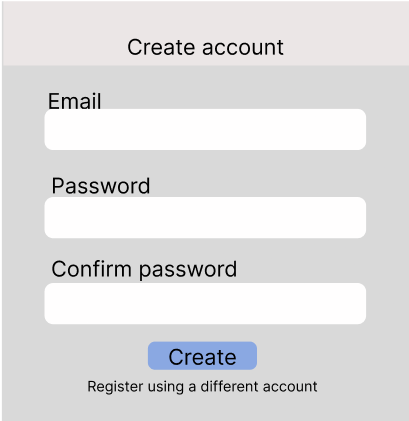 Create account
Email
Password
Confirm password
Create
Register using a different account